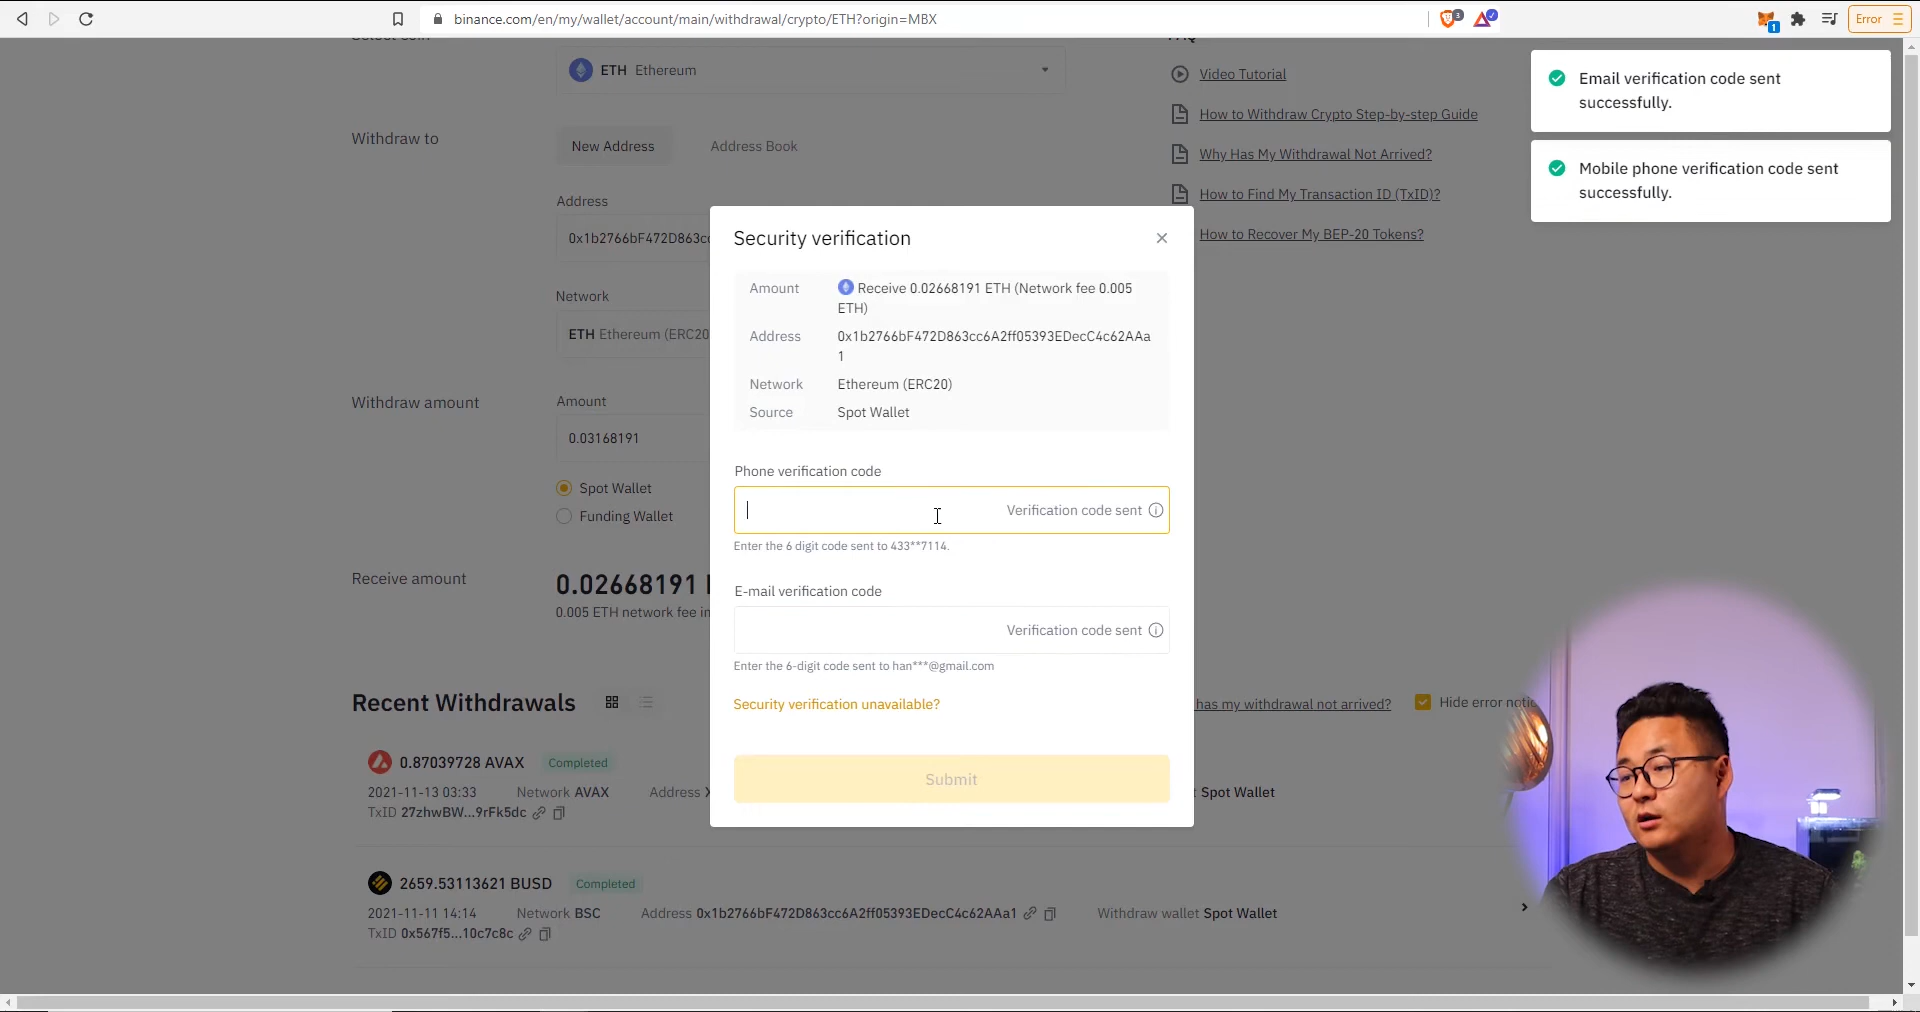 binance.com/en/my/wallet/account/main/withdrawal/crypto/ETH?origin=MBX
3
1
Error
ETH Ethereum
Withdraw to
New Address
Address Book
Address
0x1b2766bF472D863cc
Network
ETH Ethereum (ERC20
Withdraw amount
Amount
0.03168191
Spot Wallet
Funding Wallet
Receive amount
0.02668191
0.005 ETH network fee in
FAQ
Video Tutorial
How to Withdraw Crypto Step-by-step Guide
Why Has My Withdrawal Not Arrived?
How to Find My Transaction ID (TxID)?
How to Recover My BEP-20 Tokens?
Email verification code sent
successfully.
Mobile phone verification code sent
successfully.
Security verification
Amount
Receive 0.02668191 ETH (Network fee 0.005
ETH)
Address
0x1b2766bF472D863cc6A2ff05393EDecC4c62AAa
1
Network
Ethereum (ERC20)
Source
Spot Wallet
Phone verification code
Verification code sent
Enter the 6 digit code sent to 433**7114.
E-mail verification code
Verification code sent
Enter the 6-digit code sent to han***@gmail.com
Security verification unavailable?
Submit
Recent Withdrawals
has my withdrawal not arrived?
Hide error notic
0.87039728 AVAX Completed
2021-11-13 03:33 Network AVAX Address X
Spot Wallet
TxID 27zhwBW...9rFk5dc
2659.53113621 BUSD Completed
2021-11-11 14:14 Network BSC Address 0x1b2766bF472D863cc6A2ff05393EDecC4c62AAa1 Withdraw wallet Spot Wallet
TxID 0x567f5...10c7c8c